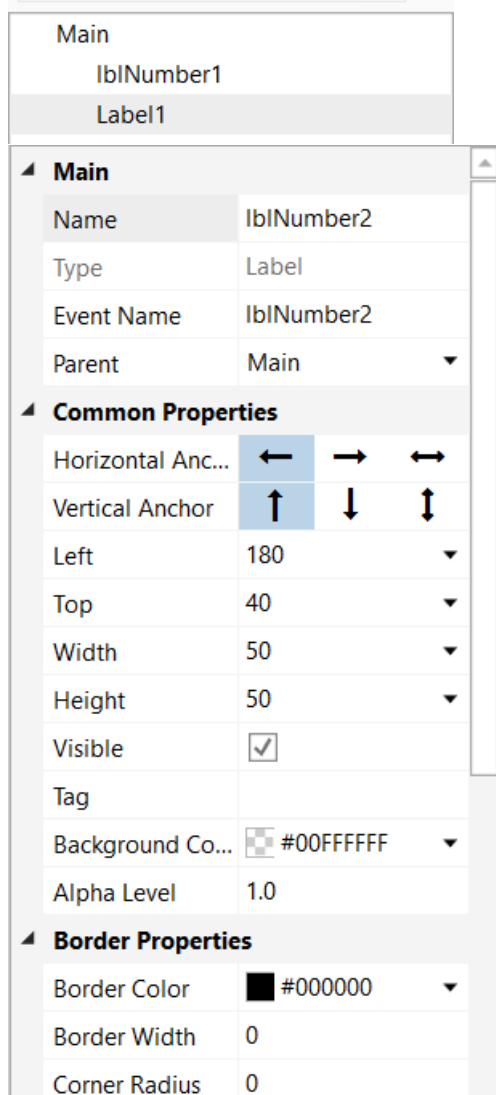 Main
lblNumber1
Label1
Main
Name lblNumber2
Type Label
Event Name lblNumber2
Parent Main
Common Properties
Horizontal Anc...
Vertical Anchor
Left 180
Top 40
Width 50
Height 50
Visible
Tag
Background Co... #00FFFFFF
Alpha Level 1.0
Border Properties
Border Color #000000
Border Width 0
Corner Radius 0